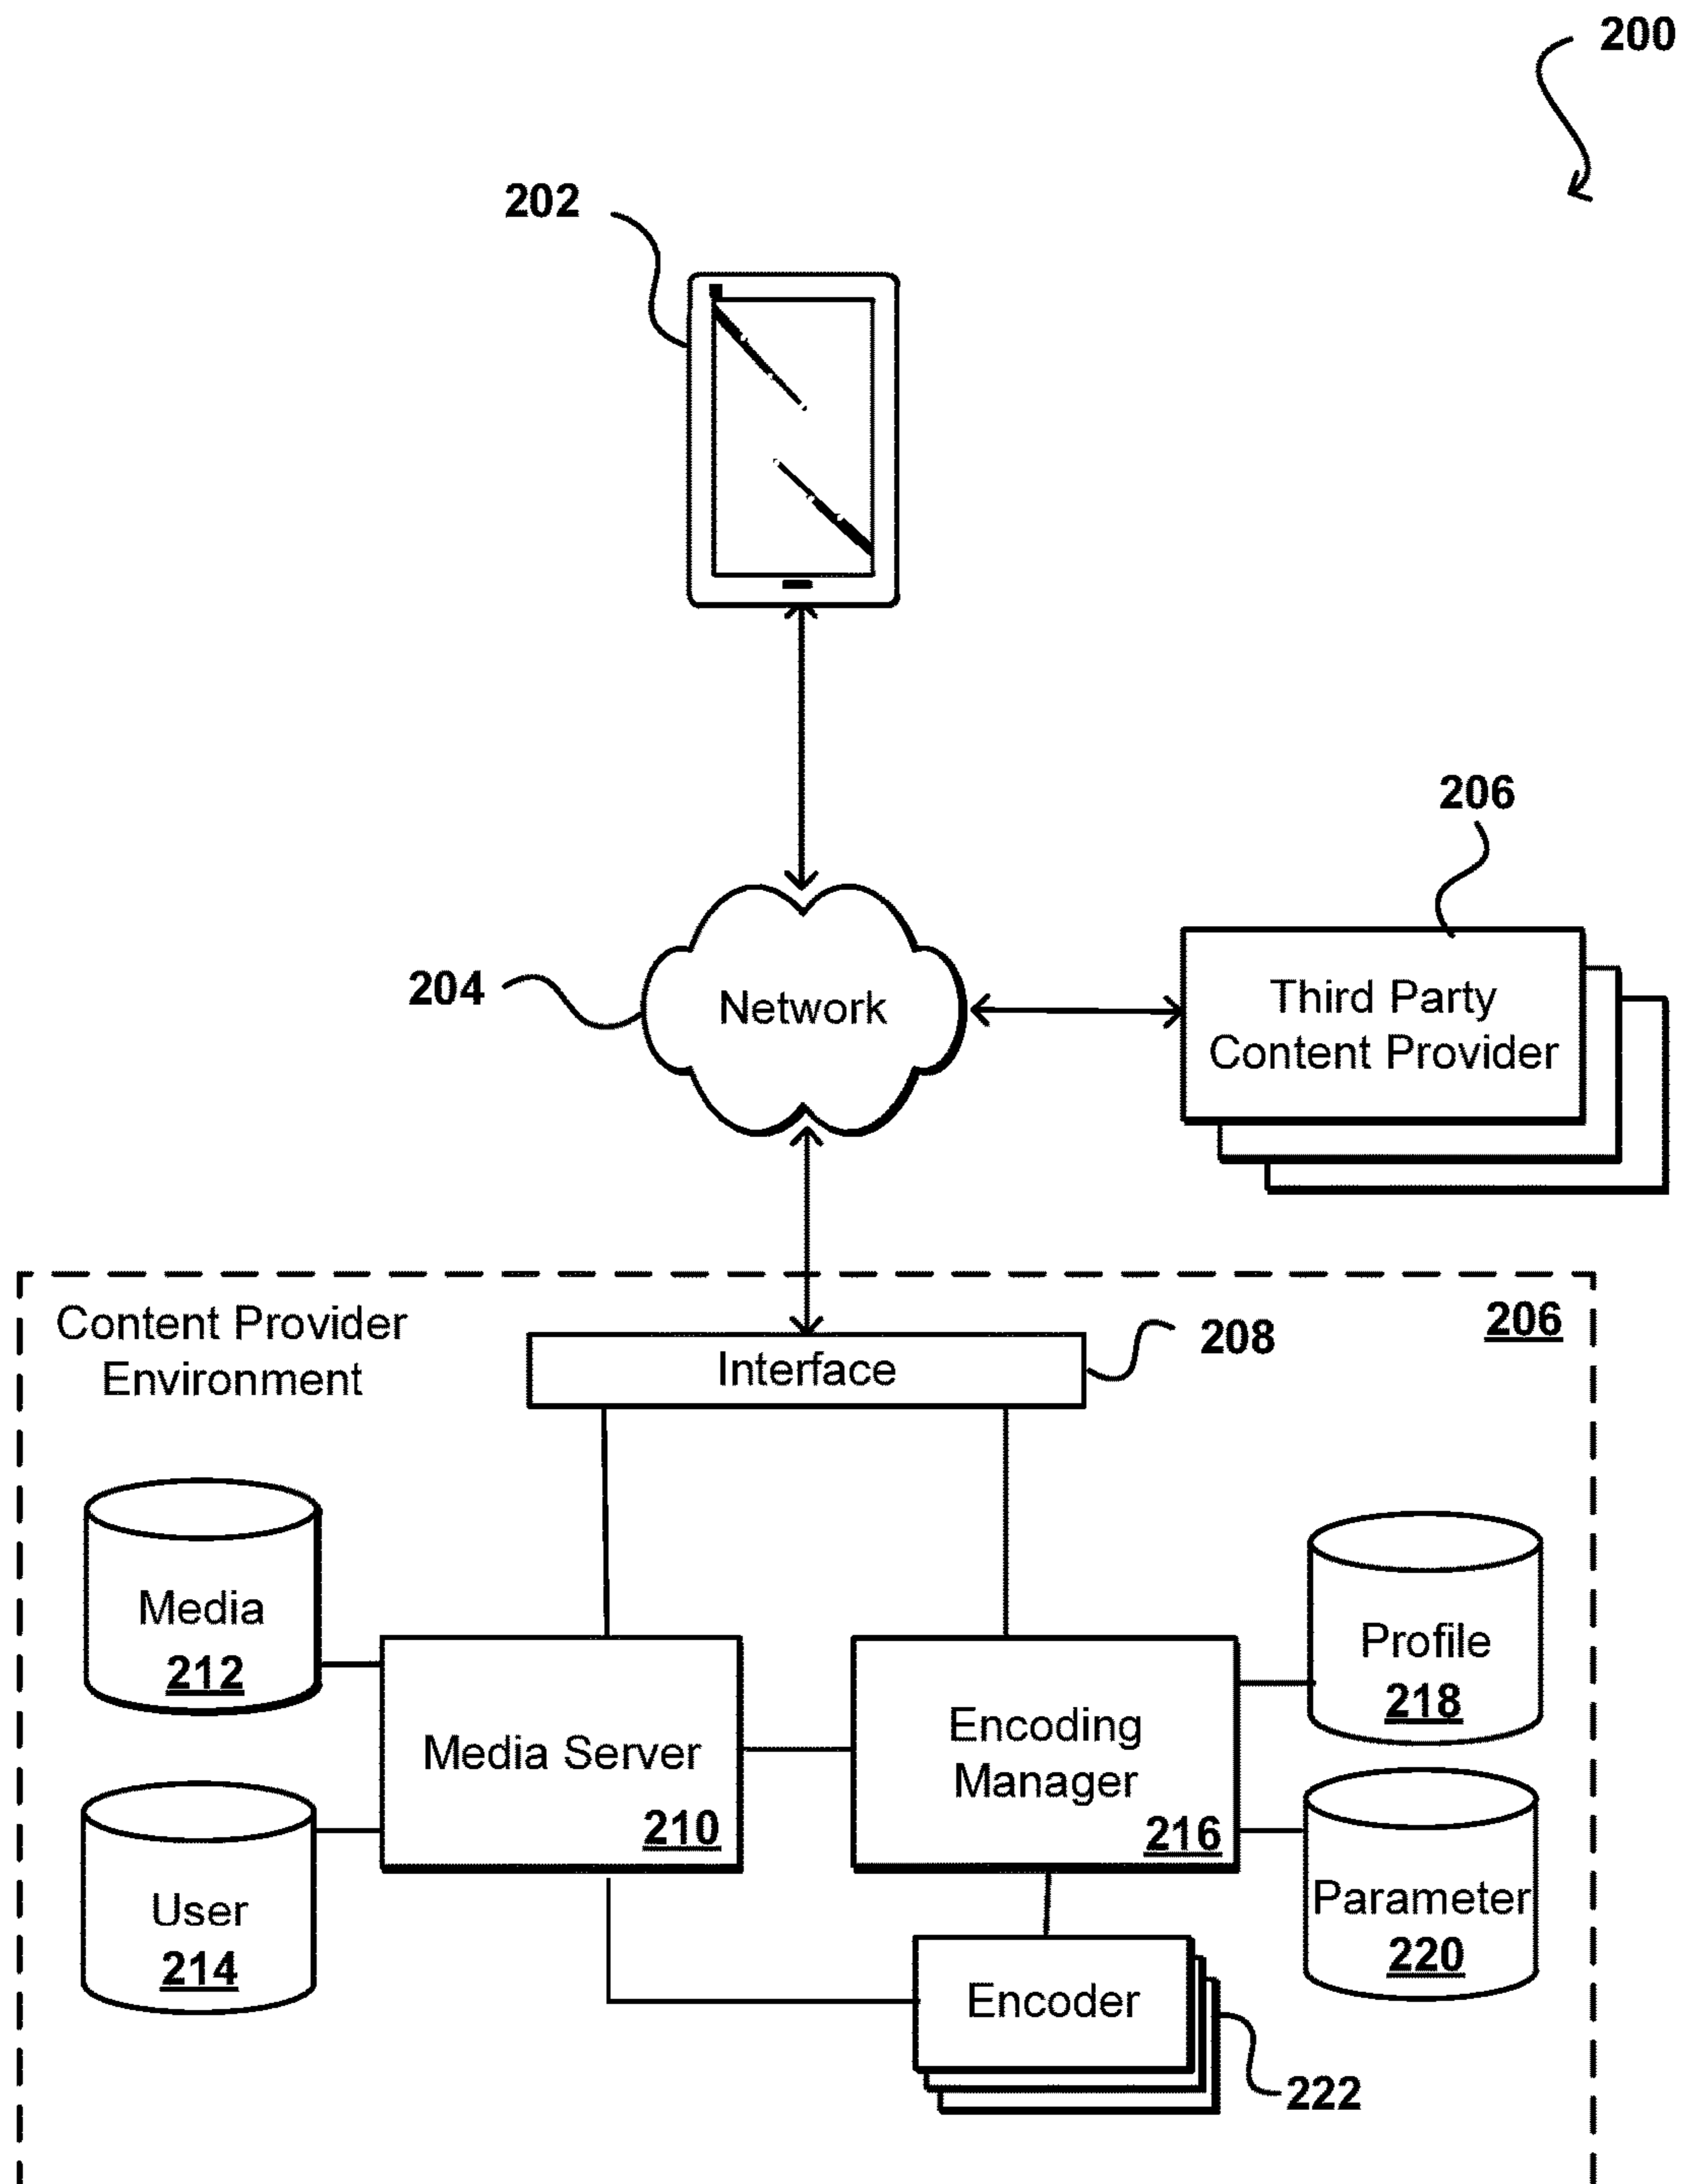 200
202
206
204
Network
Third Party
Content Provider
Content Provider
Environment
206
208
Interface
Media
212
Profile
218
Media Server
210
Encoding
Manager
216
User
214
Parameter
220
Encoder
222